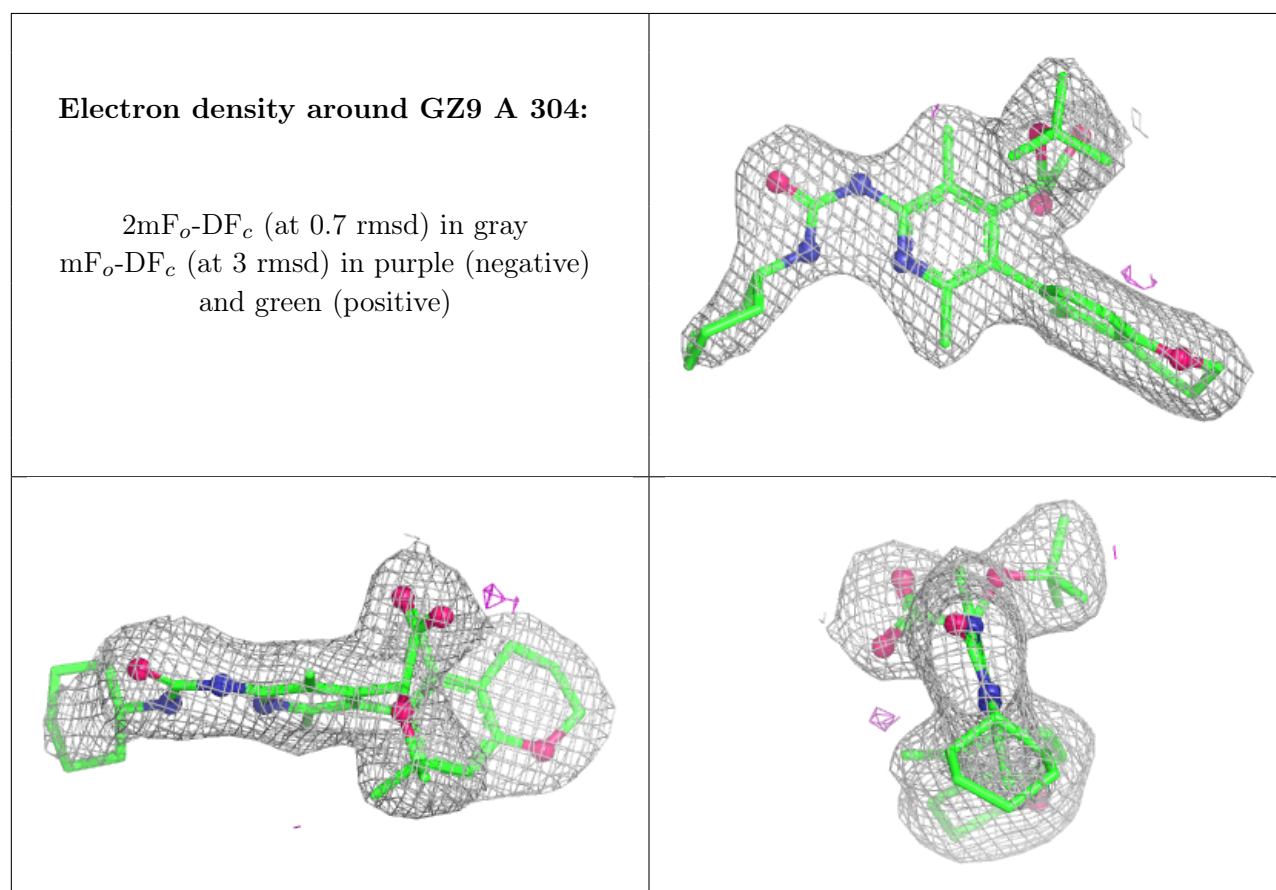 Electron density around GZ9 A 304:
2mFo-DFc (at 0.7 rmsd) in gray
mFo-DFc (at 3 rmsd) in purple (negative)
and green (positive)